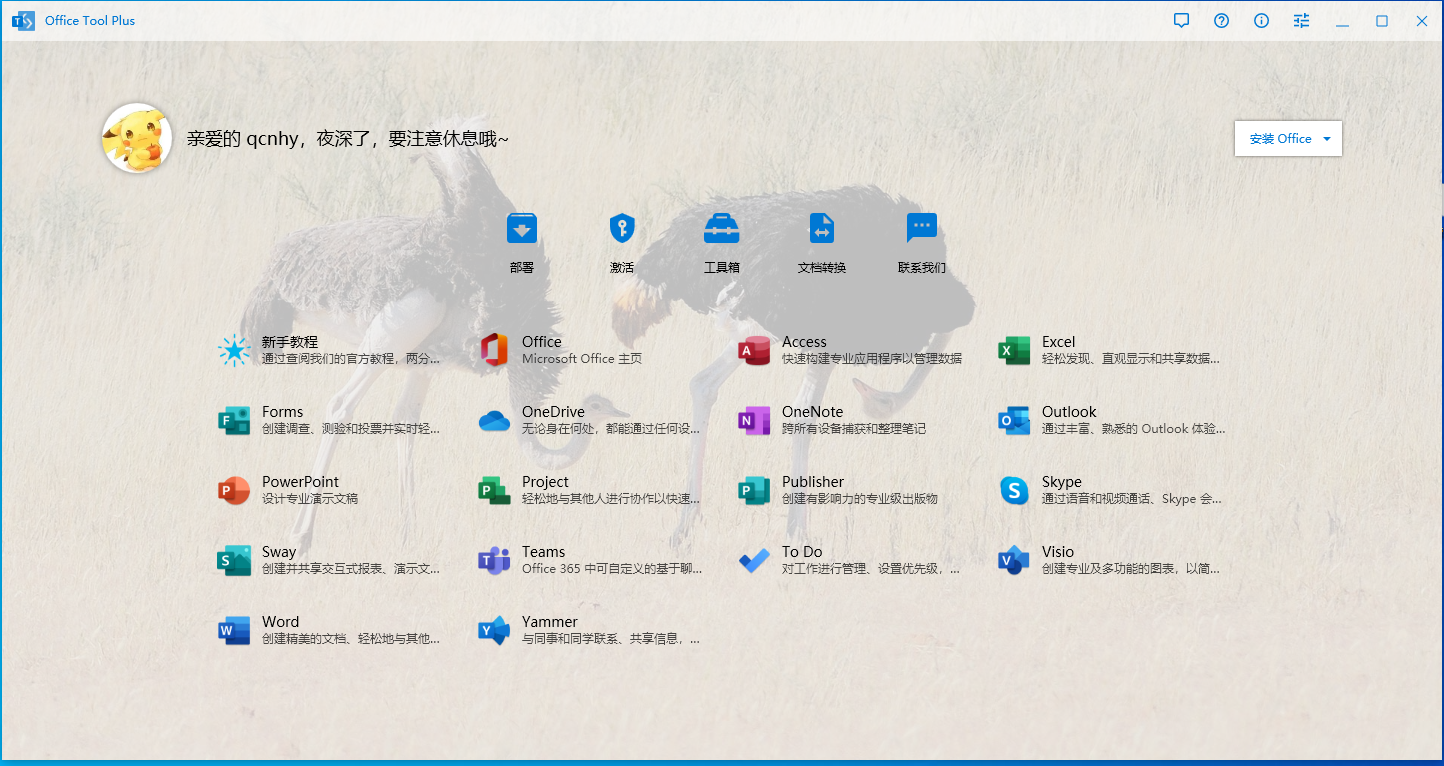 Office Tool Plus
亲爱的 qcnhy，夜深了，要注意休息哦~
安装 Office
部署
激活
工具箱
文档转换
联系我们
新手教程
通过查阅我们的官方教程，两分...
Office
Microsoft Office 主页
Access
快速构建专业应用程序以管理数据
Excel
轻松发现、直观显示和共享数据...
Forms
创建调查、测验和投票并实时轻...
OneDrive
无论身在何处，都能通过任何设...
OneNote
跨所有设备捕获和整理笔记
Outlook
通过丰富、熟悉的 Outlook 体验...
PowerPoint
设计专业演示文稿
Project
轻松地与其他人进行协作以快速...
Publisher
创建有影响力的专业级出版物
Skype
通过语音和视频通话、Skype 会...
Sway
创建并共享交互式报表、演示文...
Teams
Office 365 中可自定义的基于聊...
To Do
对工作进行管理、设置优先级，...
Visio
创建专业及多功能的图表，以简...
Word
创建精美的文档、轻松地与其他...
Yammer
与同事和同学联系、共享信息，...